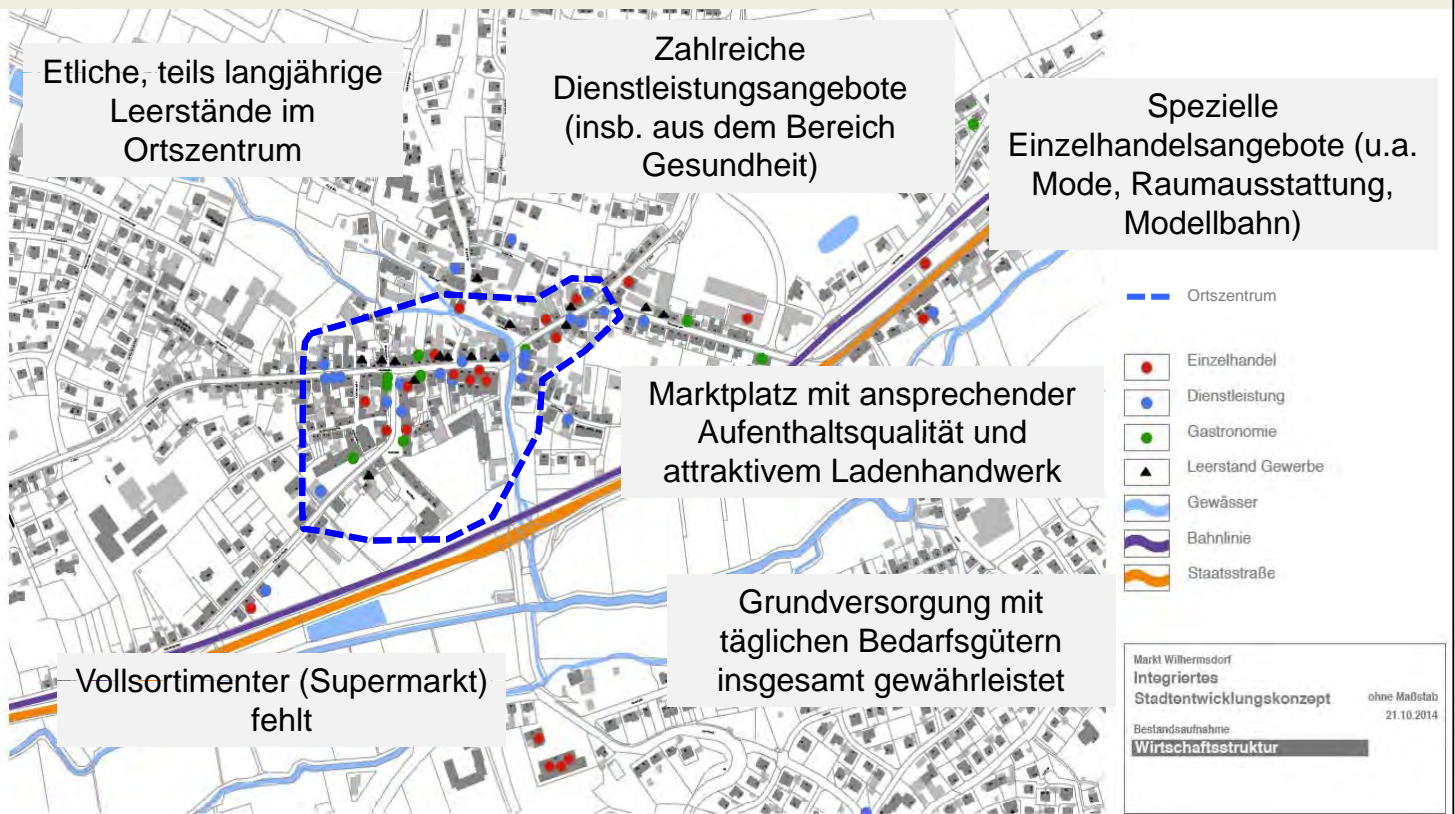 Etliche, teils langjährige
Leerstände im
Ortszentrum
Zahlreiche
Dienstleistungsangebote
(insb. aus dem Bereich
Gesundheit)
Spezielle
Einzelhandelsangebote (u.a.
Mode, Raumausstattung,
Modellbahn)
Marktplatz mit ansprechender
Aufenthaltsqualität und
attraktivem Ladenhandwerk
Grundversorgung mit
täglichen Bedarfsgütern
insgesamt gewährleistet
Vollsortimenter (Supermarkt)
fehlt
Ortszentrum
Einzelhandel
Dienstleistung
Gastronomie
Leerstand Gewerbe
Gewässer
Bahnlinie
Staatsstraße
Markt Wilhermsdorf
Integriertes
Stadtentwicklungskonzept
ohne Maßstab
21.10.2014
Bestandsaufnahme
Wirtschaftsstruktur